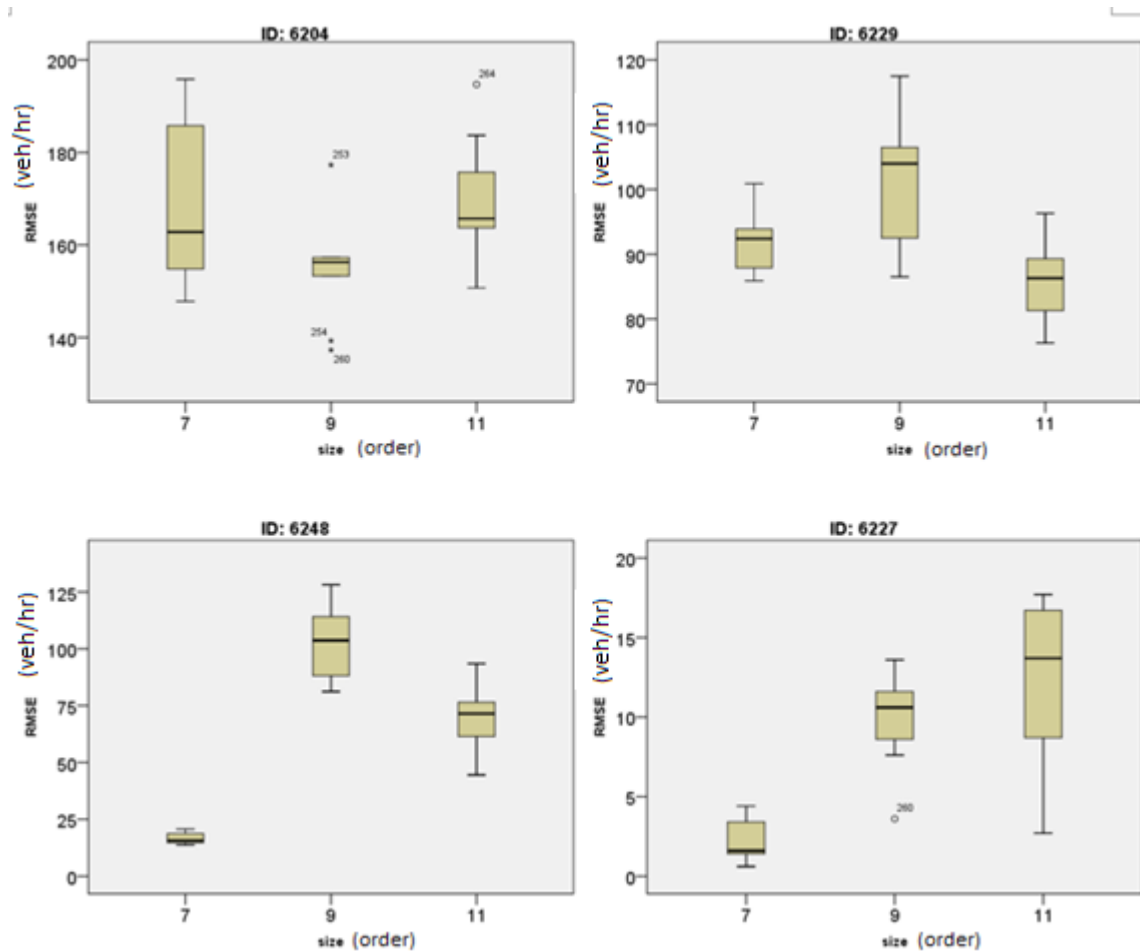 ID: 6204
RMSE (veh/hr)
200
180
160
140
264
253
254
260
7 9 11
size (order)
ID: 6229
RMSE (veh/hr)
120
110
100
90
80
70
7 9 11
size (order)
ID: 6248
RMSE (veh/hr)
125
100
75
50
25
0
7 9 11
size (order)
ID: 6227
RMSE (veh/hr)
20
15
10
5
0
260
7 9 11
size (order)